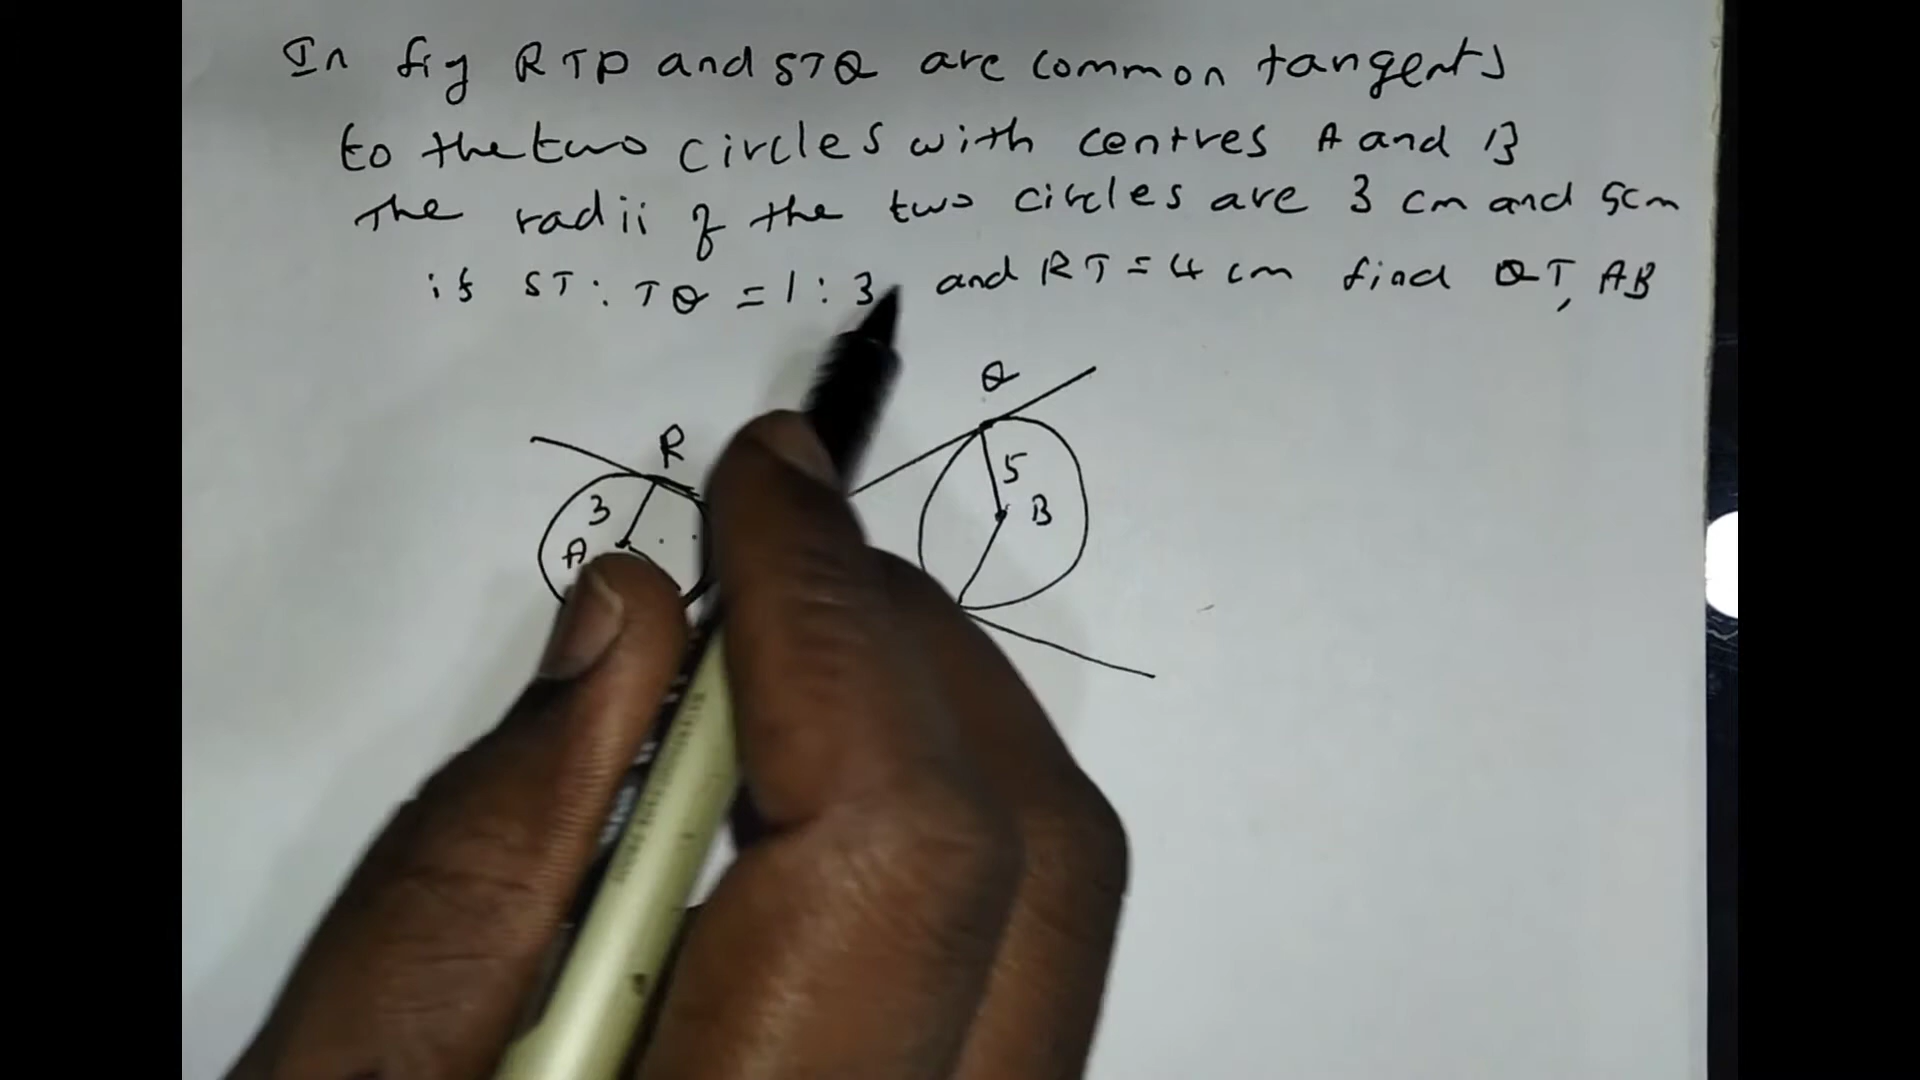 In fig RTP and STQ are common tangents
to the two circles with centres A and B
The radii of the two circles are 3 cm and 5cm
if ST : TQ = 1 : 3 and RT = 4 cm find QT, AB
Q
R
3
5
A
B